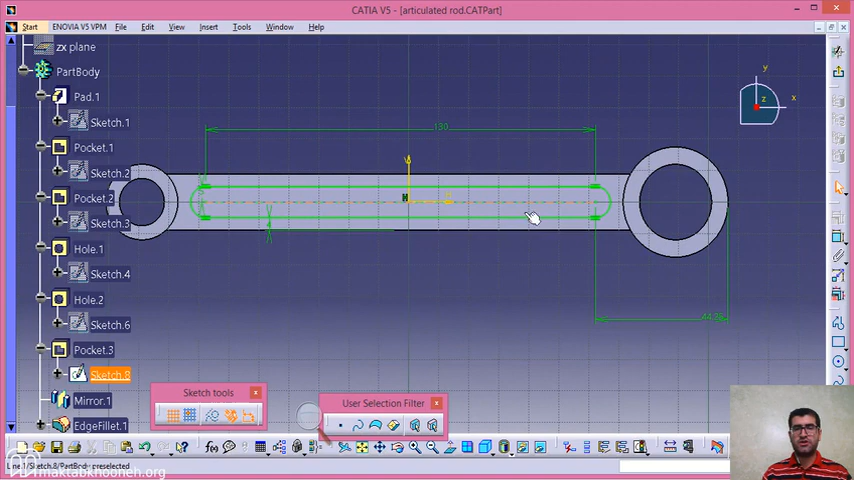 CATIA V5 - [articulated rod.CATPart]
Start ENOVIA V5 VPM File Edit View Insert Tools Window Help
zx plane
PartBody
Pad.1
Sketch.1
Pocket.1
Sketch.2
Pocket.2
Sketch.3
Hole.1
Sketch.4
Hole.2
Sketch.6
Pocket.3
Sketch.8
Mirror.1
EdgeFillet.1
130
y
x
z
V
H
Sketch tools
User Selection Filter
Line.1/Sketch.8/PartBody preselected
maktabkhooneh.org